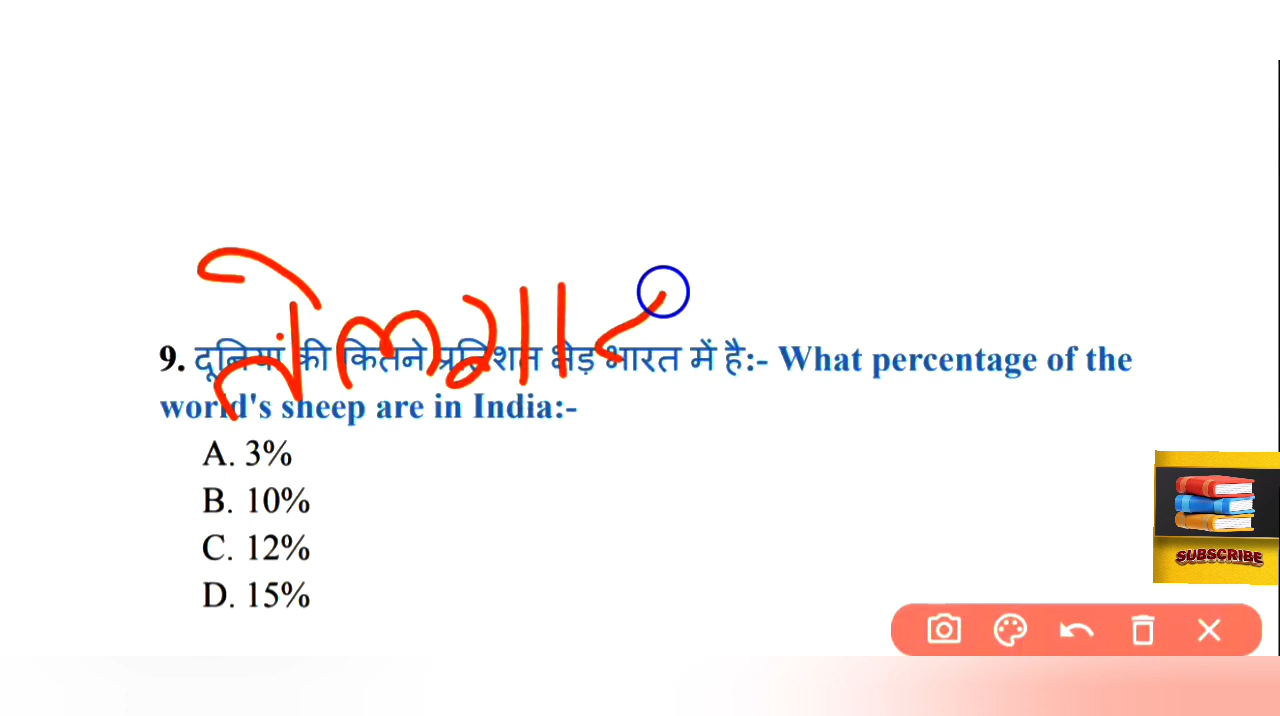 9. दूनियां की कितने प्रतिशत भेड़ भारत में है:- What percentage of the
world's sheep are in India:-
A. 3%
B. 10%
C. 12%
D. 15%
SUBSCRIBE